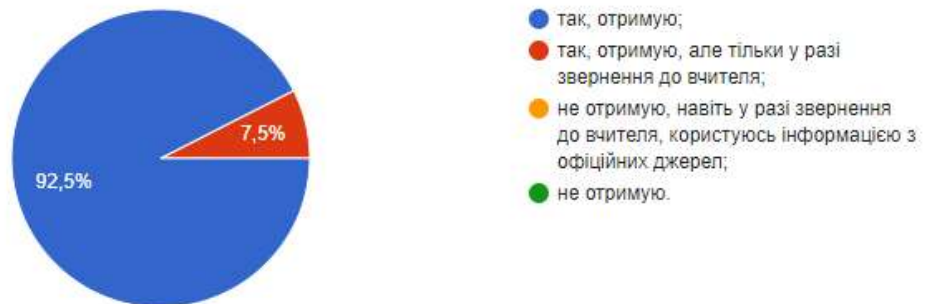 7,5%
92,5%
так, отримую;
так, отримую, але тільки у разі
звернення до вчителя;
не отримую, навіть у разі звернення
до вчителя, користуюсь інформацією з
офіційних джерел;
не отримую.